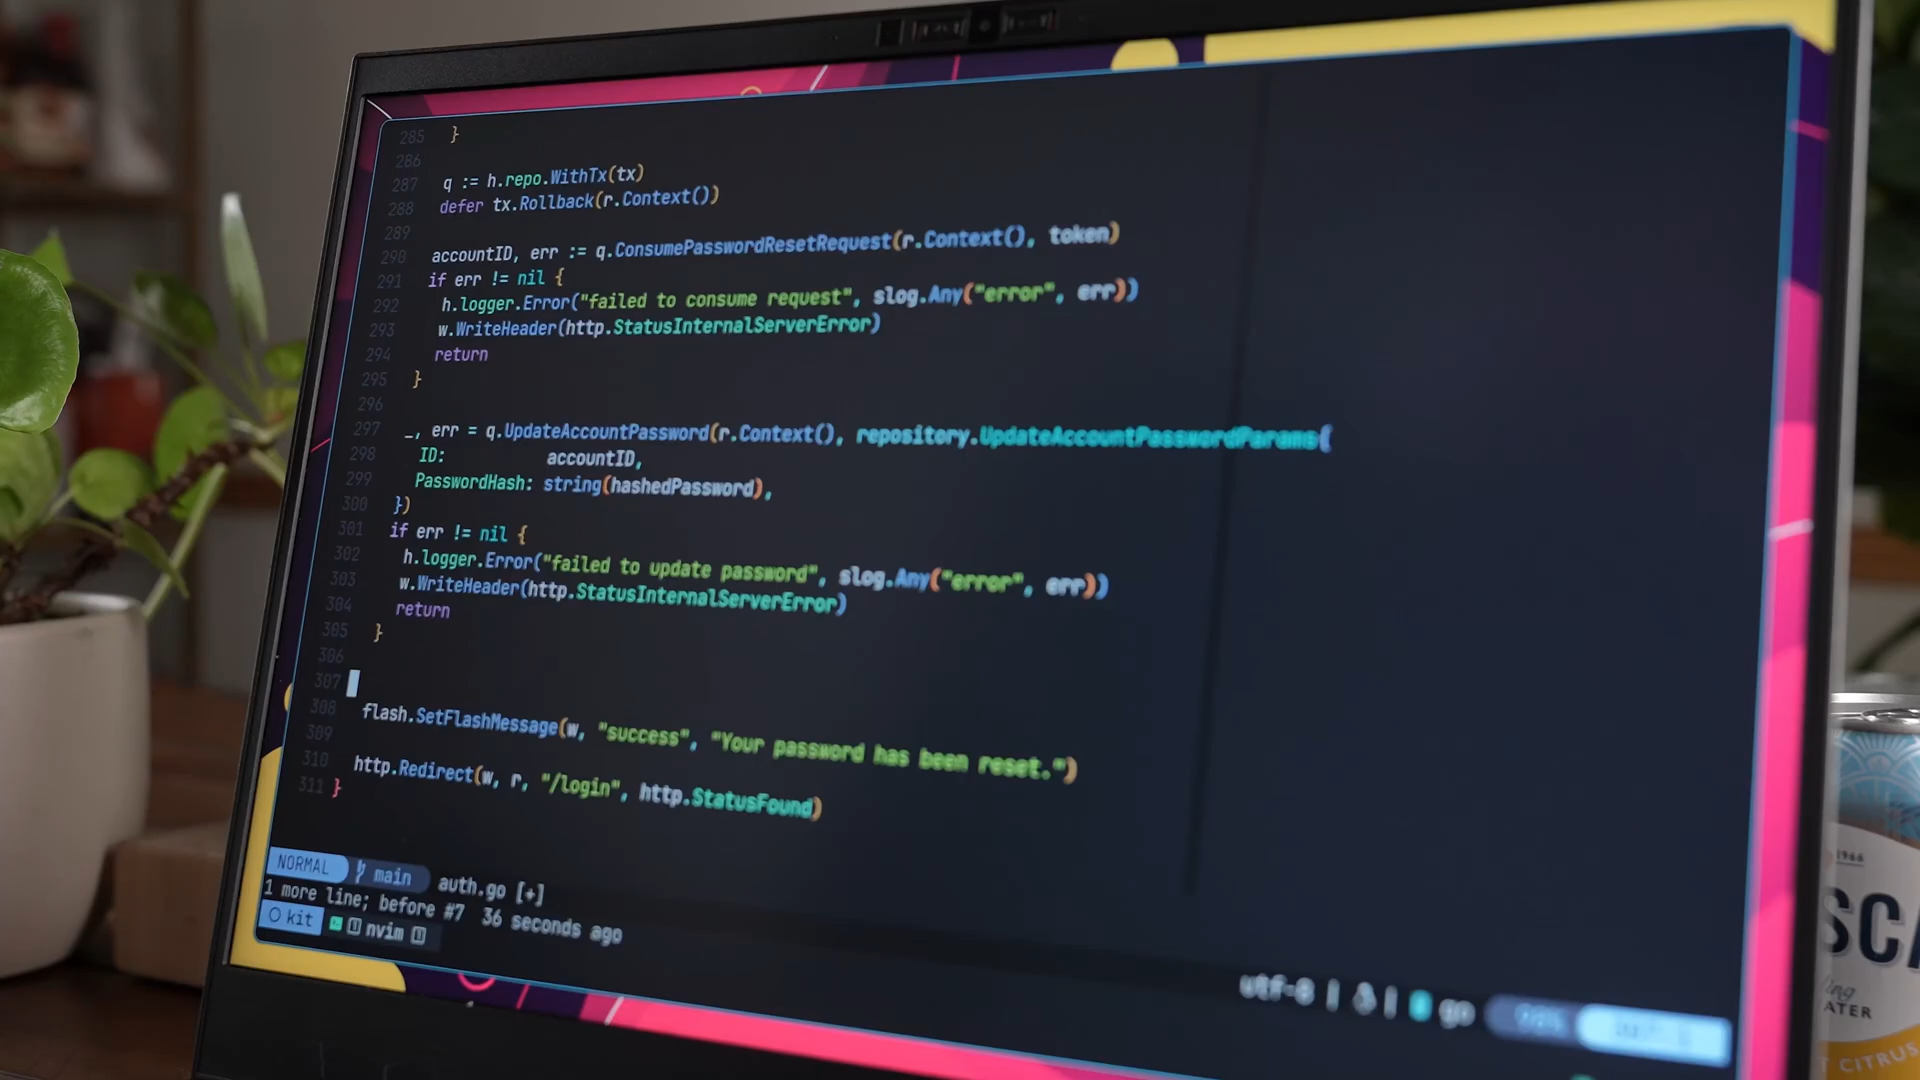 285 }
286
287 q := h.repo.WithTx(tx)
288 defer tx.Rollback(r.Context())
289
290 accountID, err := q.ConsumePasswordResetRequest(r.Context(), token)
291 if err != nil {
292 h.logger.Error("failed to consume request", slog.Any("error", err))
293 w.WriteHeader(http.StatusInternalServerError)
294 return
295 }
296
297 _, err = q.UpdateAccountPassword(r.Context(), repository.UpdateAccountPasswordParams{
298 ID: accountID,
299 PasswordHash: string(hashedPassword),
300 })
301 if err != nil {
302 h.logger.Error("failed to update password", slog.Any("error", err))
303 w.WriteHeader(http.StatusInternalServerError)
304 return
305 }
306
307
308 flash.SetFlashMessage(w, "success", "Your password has been reset.")
309
310 http.Redirect(w, r, "/login", http.StatusFound)
311 }
NORMAL main auth.go [+]
1 more line; before #7 36 seconds ago
kit nvim
utf-8 | | go
1966
SCA
ATER
CITRUS